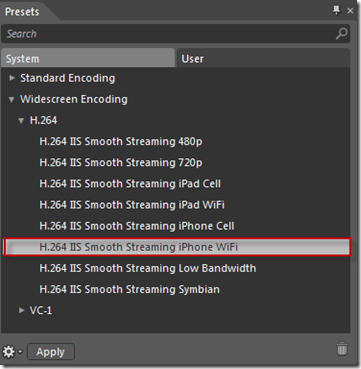 Presets
Search
System User
Standard Encoding
Widescreen Encoding
H.264
H.264 IIS Smooth Streaming 480p
H.264 IIS Smooth Streaming 720p
H.264 IIS Smooth Streaming iPad Cell
H.264 IIS Smooth Streaming iPad WiFi
H.264 IIS Smooth Streaming iPhone Cell
H.264 IIS Smooth Streaming iPhone WiFi
H.264 IIS Smooth Streaming Low Bandwidth
H.264 IIS Smooth Streaming Symbian
VC-1
Apply